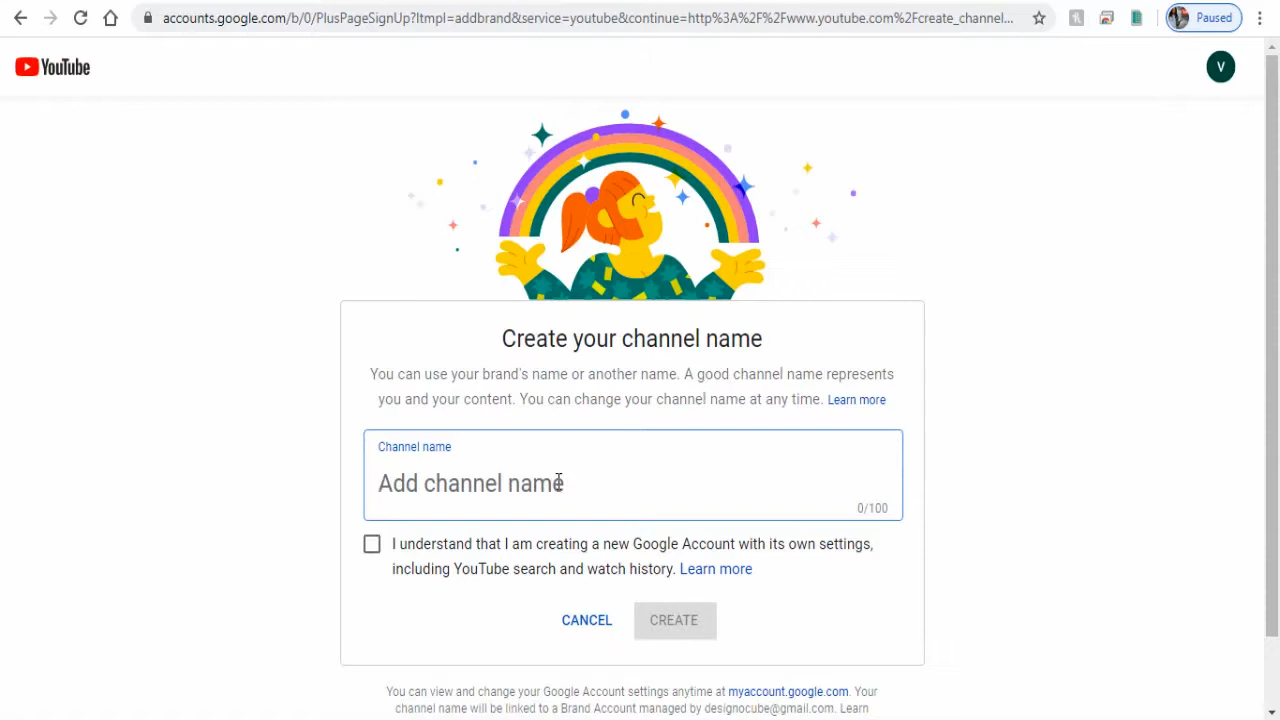 accounts.google.com/b/0/PlusPageSignUp?ltmpl=addbrand&service=youtube&continue=http%3A%2F%2Fwww.youtube.com%2Fcreate_channel...
Paused
YouTube
V
Create your channel name
You can use your brand's name or another name. A good channel name represents
you and your content. You can change your channel name at any time. Learn more
Channel name
Add channel name
0/100
I understand that I am creating a new Google Account with its own settings,
including YouTube search and watch history. Learn more
CANCEL
CREATE
You can view and change your Google Account settings anytime at myaccount.google.com. Your
channel name will be linked to a Brand Account managed by designocube@gmail.com. Learn